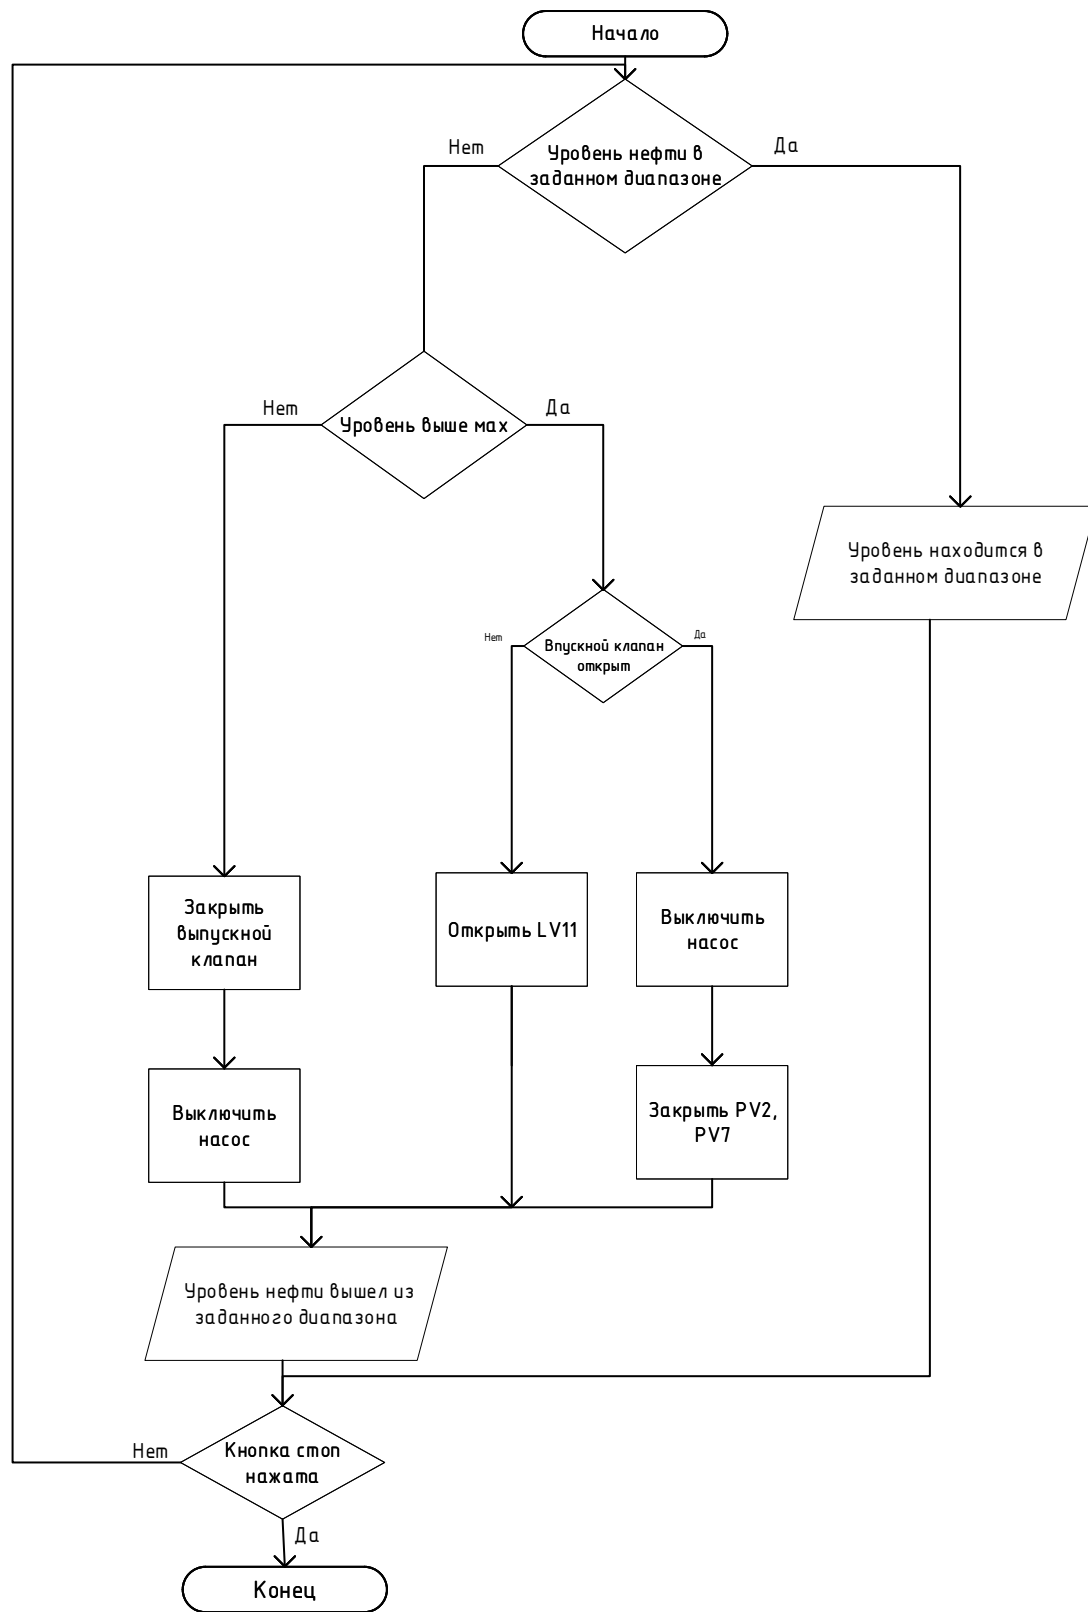 Начало
Нет
Да
Уровень нефти в
заданном диапазоне
Нет
Да
Уровень выше мах
Уровень находится в
заданном диапазоне
Нет
Да
Впускной клапан
открыт
Закрыть
выпускной
клапан
Открыть LV11
Выключить
насос
Выключить
насос
Закрыть PV2,
PV7
Уровень нефти вышел из
заданного диапазона
Нет
Кнопка стоп
нажата
Да
Конец